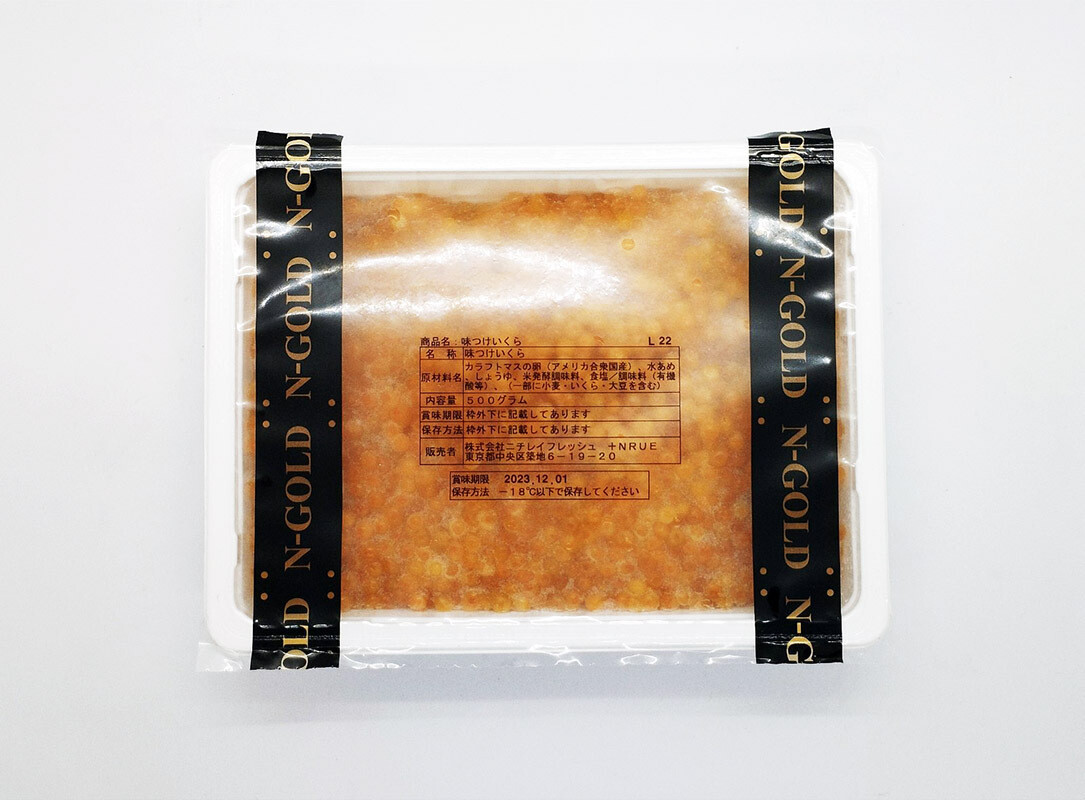 N-GOLD N-GOLD N-GOLD N-GOLD
商品名：味つけいくら L 22
名 称 味つけいくら
原材料名 カラフトマスの卵（アメリカ合衆国産） 水あめ
、しょうゆ、米発酵調味料、食塩／調味料（有機
酸等）、（一部に小麦・いくら・大豆を含む）
内容量 ５００グラム
賞味期限 枠外下に記載してあります
保存方法 枠外下に記載してあります
販売者 株式会社ニチレイフレッシュ ＋ＮＲＵＥ
東京都中央区築地６－１９－２０
賞味期限 2023.12.01
保存方法 －１８℃以下で保存してください
GOLD N-GOLD N-GOLD N-G